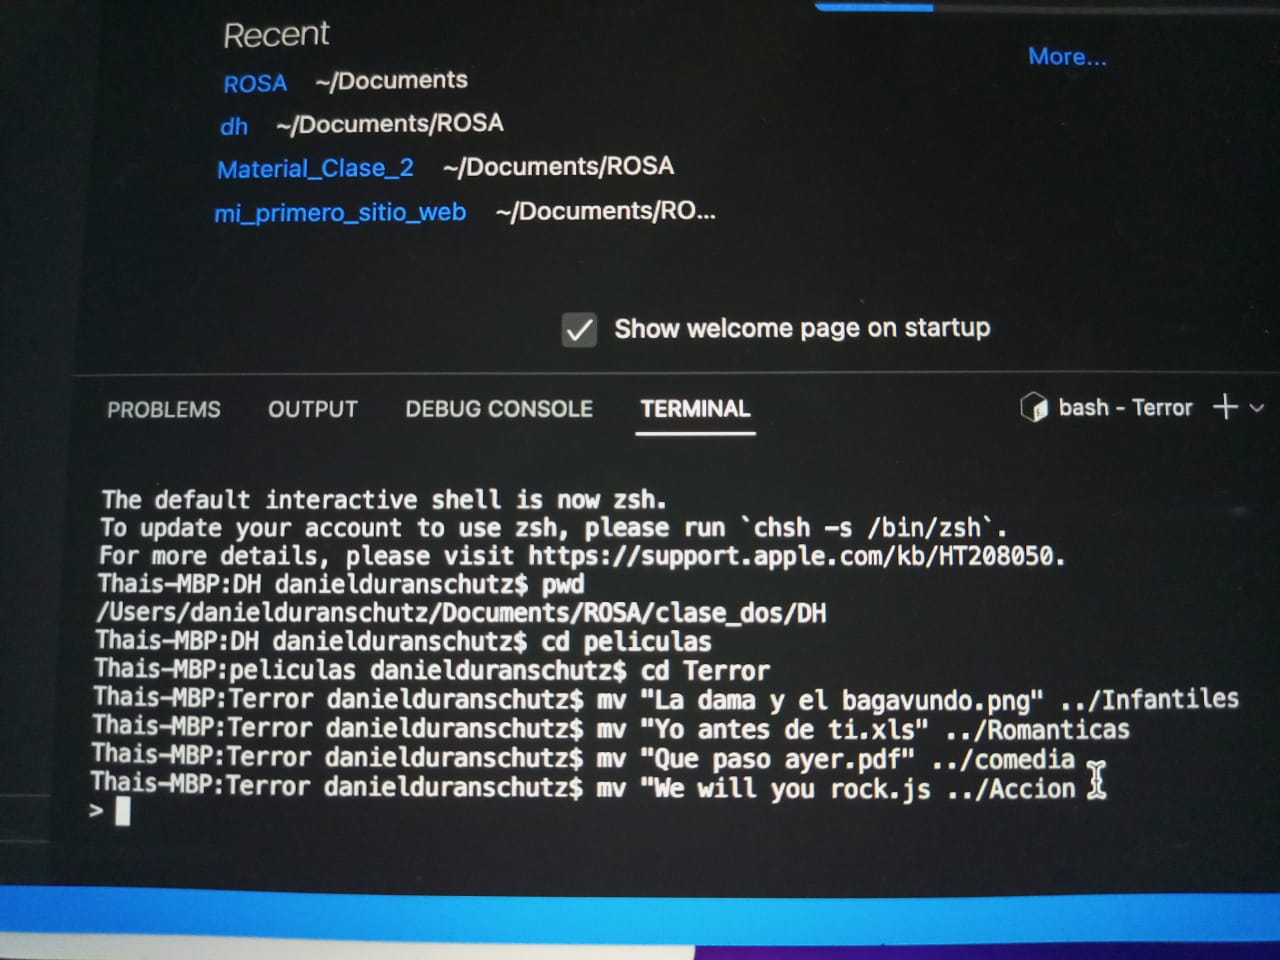 Recent
More...
ROSA ~/Documents
dh ~/Documents/ROSA
Material_Clase_2 ~/Documents/ROSA
mi_primero_sitio_web ~/Documents/RO...
Show welcome page on startup
PROBLEMS OUTPUT DEBUG CONSOLE TERMINAL bash - Terror
The default interactive shell is now zsh.
To update your account to use zsh, please run `chsh -s /bin/zsh`.
For more details, please visit https://support.apple.com/kb/HT208050.
Thais-MBP:DH danielduranschutz$ pwd
/Users/danielduranschutz/Documents/ROSA/clase_dos/DH
Thais-MBP:DH danielduranschutz$ cd peliculas
Thais-MBP:peliculas danielduranschutz$ cd Terror
Thais-MBP:Terror danielduranschutz$ mv "La dama y el bagavundo.png" ../Infantiles
Thais-MBP:Terror danielduranschutz$ mv "Yo antes de ti.xls" ../Romanticas
Thais-MBP:Terror danielduranschutz$ mv "Que paso ayer.pdf" ../comedia
Thais-MBP:Terror danielduranschutz$ mv "We will you rock.js ../Accion
>